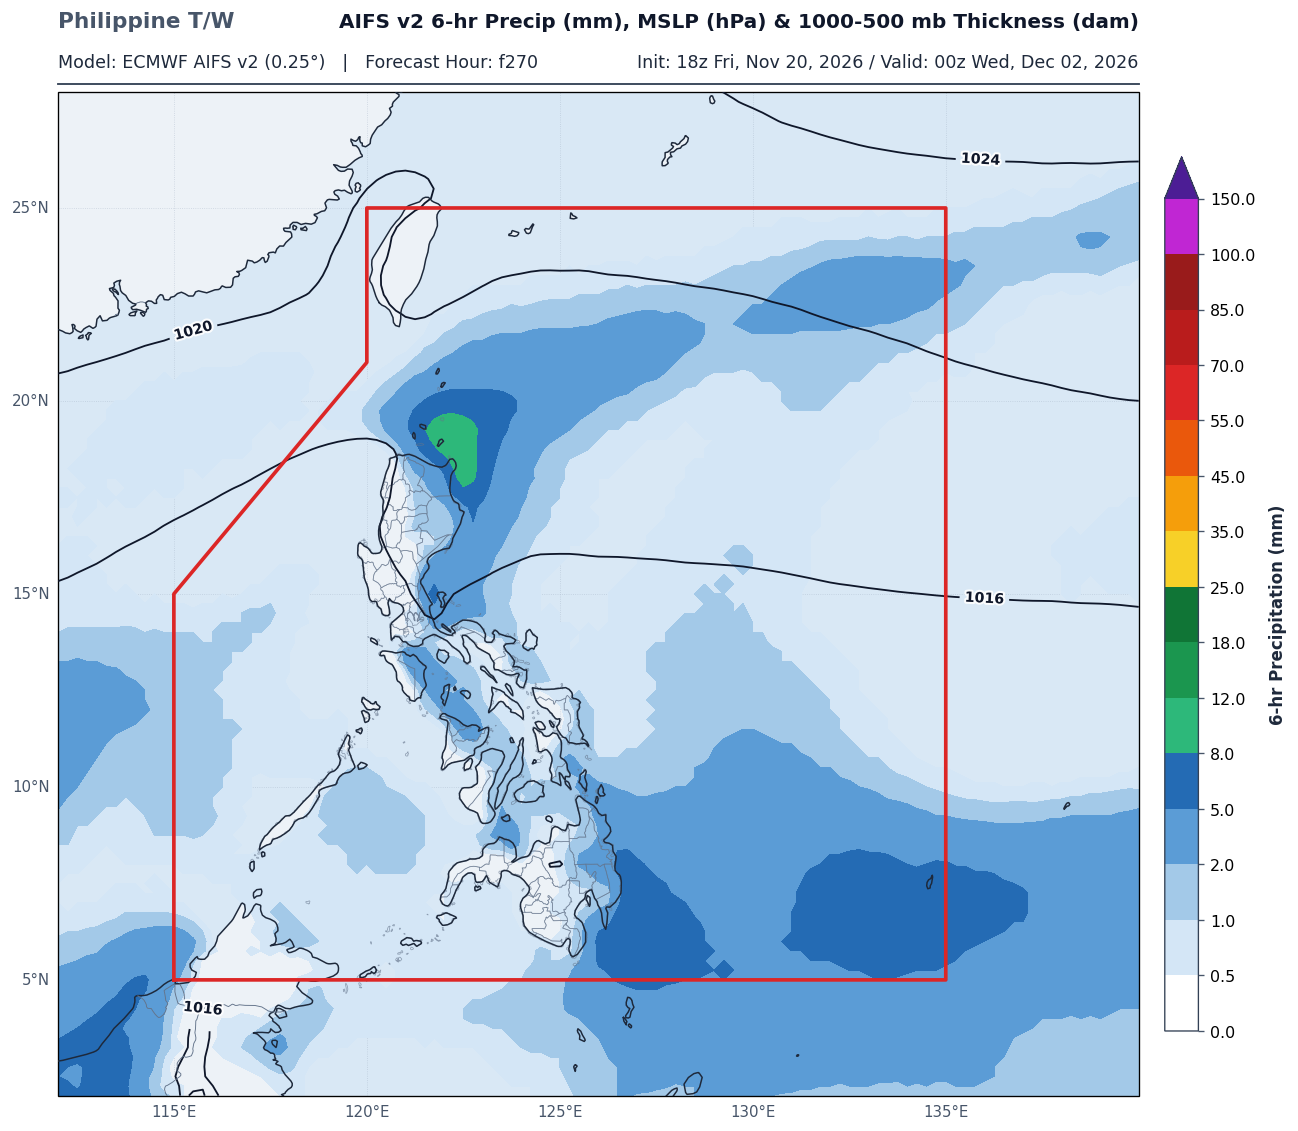 Philippine T/W
AIFS v2 6-hr Precip (mm), MSLP (hPa) & 1000-500 mb Thickness (dam)
Model: ECMWF AIFS v2 (0.25°) | Forecast Hour: f270
Init: 18z Fri, Nov 20, 2026 / Valid: 00z Wed, Dec 02, 2026
1024
1020
1016
1016
25°N
20°N
15°N
10°N
5°N
115°E
120°E
125°E
130°E
135°E
150.0
100.0
85.0
70.0
55.0
45.0
35.0
25.0
18.0
12.0
8.0
5.0
2.0
1.0
0.5
0.0
6-hr Precipitation (mm)